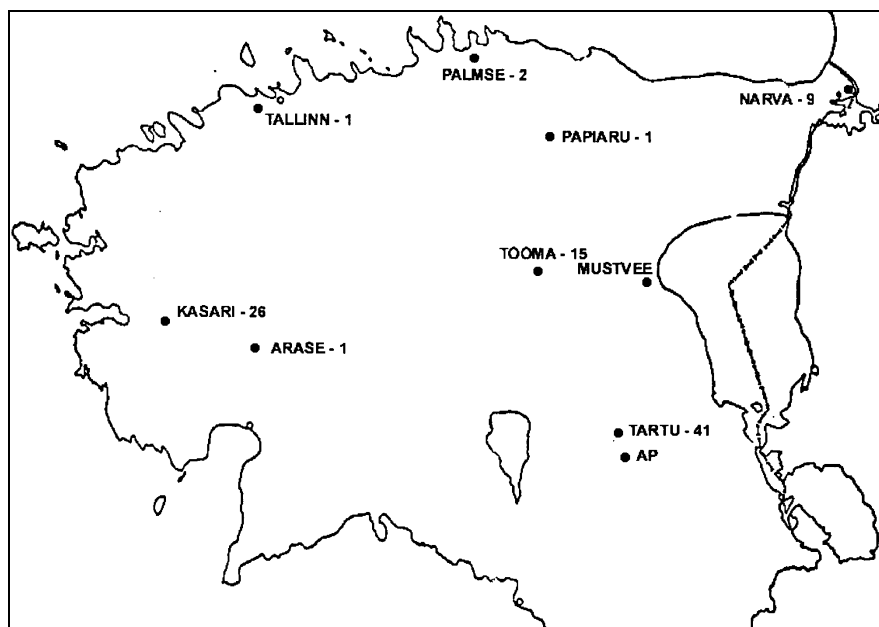 PALMSE - 2
NARVA - 9
TALLINN - 1
PAPIARU - 1
TOOMA - 15
MUSTVEE
KASARI - 26
ARASE - 1
TARTU - 41
AP